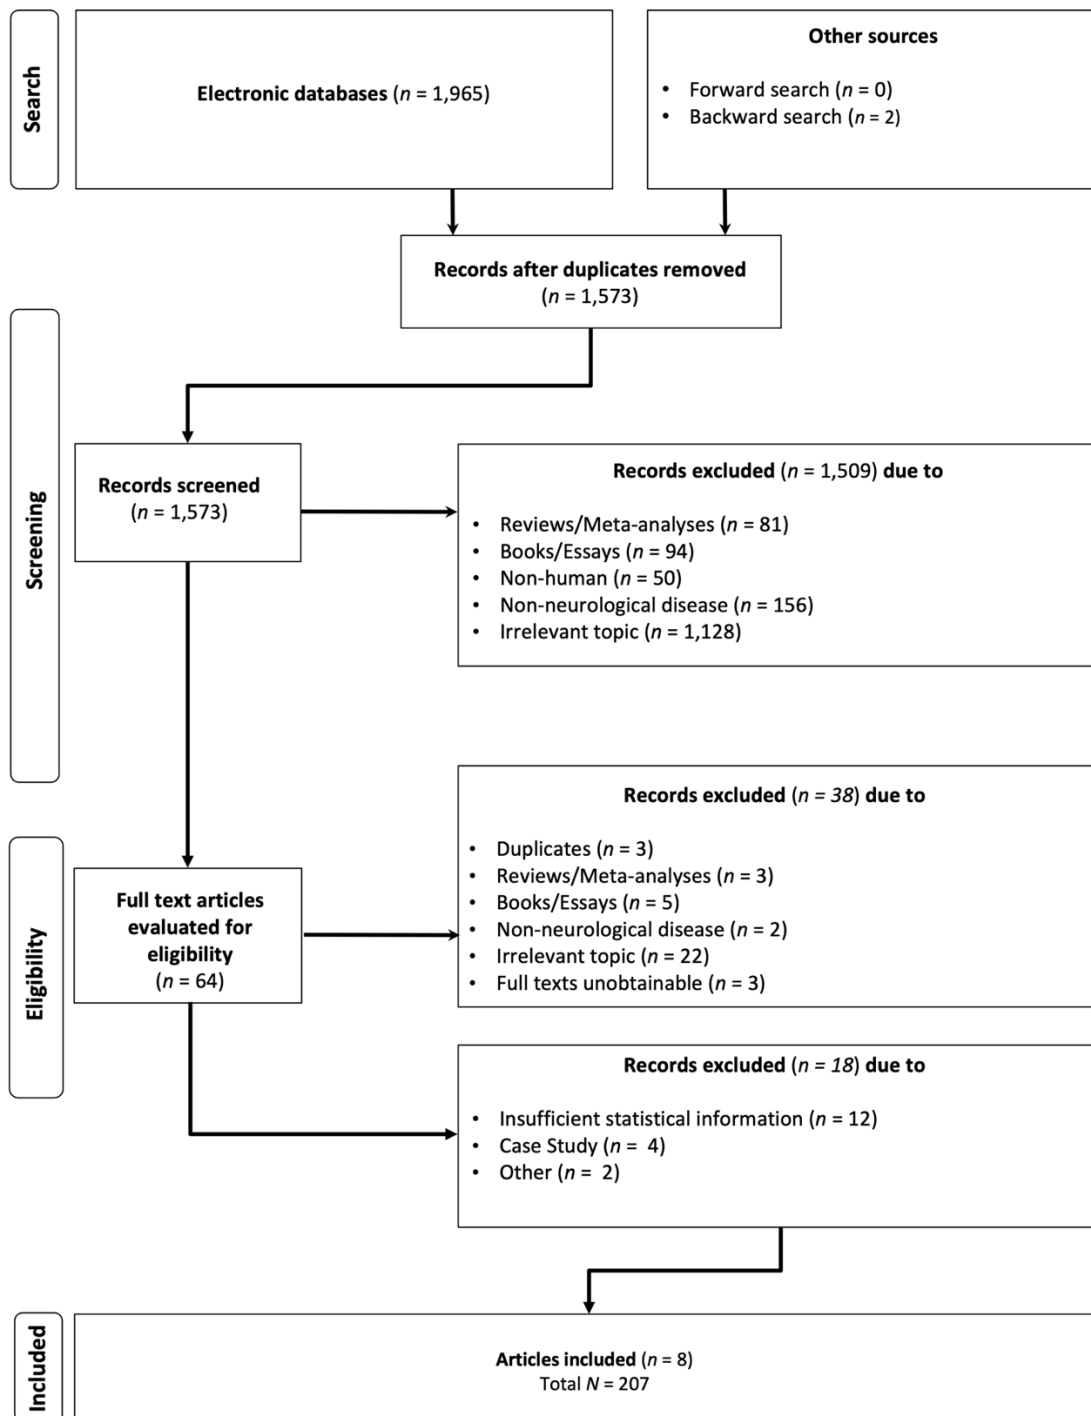 Search
Electronic databases (n = 1,965)
Other sources
• Forward search (n = 0)
• Backward search (n = 2)
Records after duplicates removed
(n = 1,573)
Screening
Records screened
(n = 1,573)
Records excluded (n = 1,509) due to
• Reviews/Meta-analyses (n = 81)
• Books/Essays (n = 94)
• Non-human (n = 50)
• Non-neurological disease (n = 156)
• Irrelevant topic (n = 1,128)
Eligibility
Full text articles
evaluated for
eligibility
(n = 64)
Records excluded (n = 38) due to
• Duplicates (n = 3)
• Reviews/Meta-analyses (n = 3)
• Books/Essays (n = 5)
• Non-neurological disease (n = 2)
• Irrelevant topic (n = 22)
• Full texts unobtainable (n = 3)
Records excluded (n = 18) due to
• Insufficient statistical information (n = 12)
• Case Study (n = 4)
• Other (n = 2)
Included
Articles included (n = 8)
Total N = 207